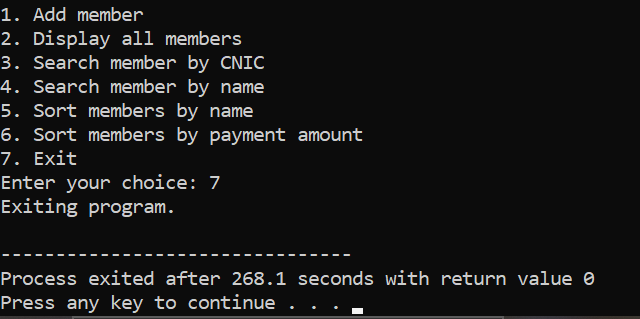 1. Add member
2. Display all members
3. Search member by CNIC
4. Search member by name
5. Sort members by name
6. Sort members by payment amount
7. Exit
Enter your choice: 7
Exiting program.

--------------------------------
Process exited after 268.1 seconds with return value 0
Press any key to continue . . .